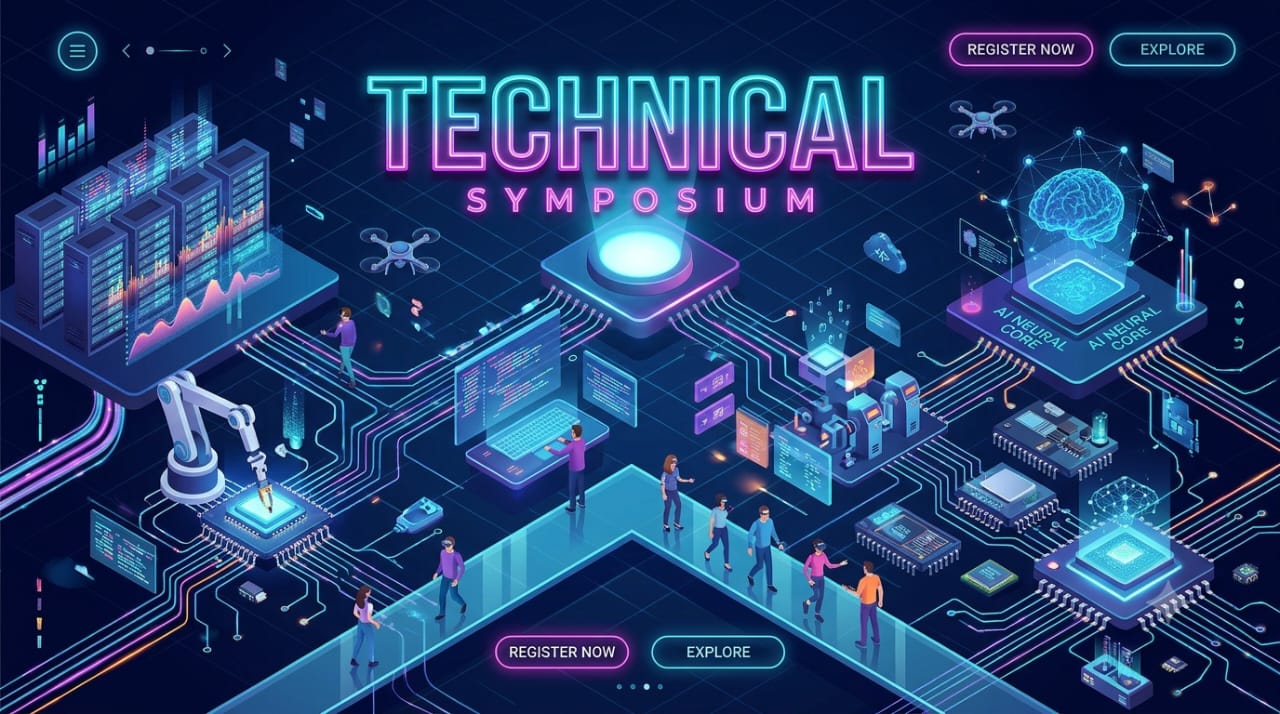 REGISTER NOW
EXPLORE
TECHNICAL
SYMPOSIUM
AI NEURAL
CORE
AI NEURAL
CORE
REGISTER NOW
EXPLORE